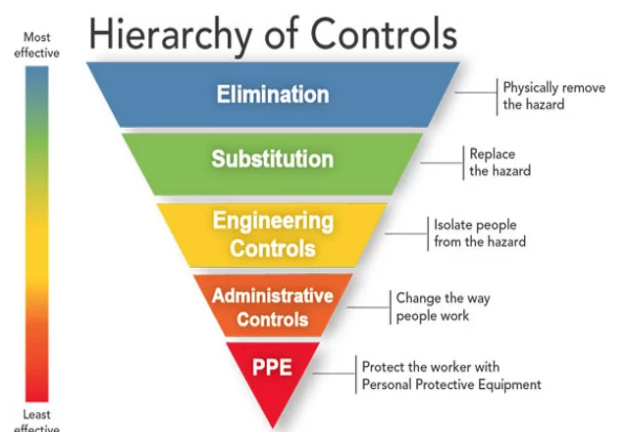 Hierarchy of Controls
Most
effective
Elimination
Physically remove
the hazard
Substitution
Replace
the hazard
Engineering
Controls
Isolate people
from the hazard
Administrative
Controls
Change the way
people work
PPE
Protect the worker with
Personal Protective Equipment
Least
effective